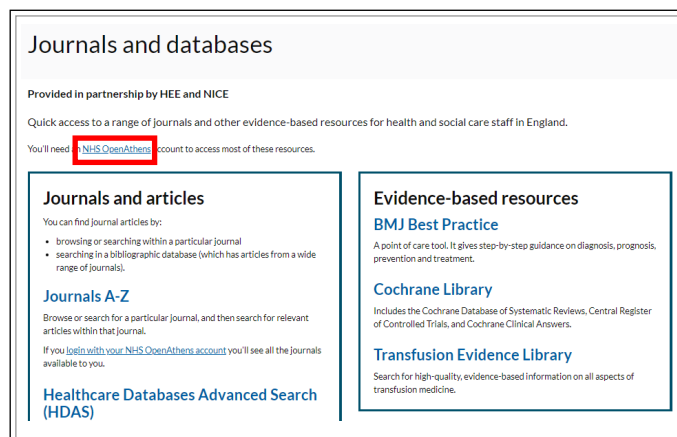 Journals and databases
Provided in partnership by HEE and NICE
Quick access to a range of journals and other evidence-based resources for health and social care staff in England.
You'll need NHS OpenAthens account to access most of these resources.
Journals and articles
You can find journal articles by:
• browsing or searching within a particular journal
• searching in a bibliographic database (which has articles from a wide
range of journals).
Journals A-Z
Browse or search for a particular journal, and then search for relevant
articles within that journal.
If you login with your NHS OpenAthens account you'll see all the journals
available to you.
Healthcare Databases Advanced Search
(HDAS)
Evidence-based resources
BMJ Best Practice
A point of care tool. It gives step-by-step guidance on diagnosis, prognosis,
prevention and treatment.
Cochrane Library
Includes the Cochrane Database of Systematic Reviews, Central Register
of Controlled Trials, and Cochrane Clinical Answers.
Transfusion Evidence Library
Search for high-quality, evidence-based information on all aspects of
transfusion medicine.